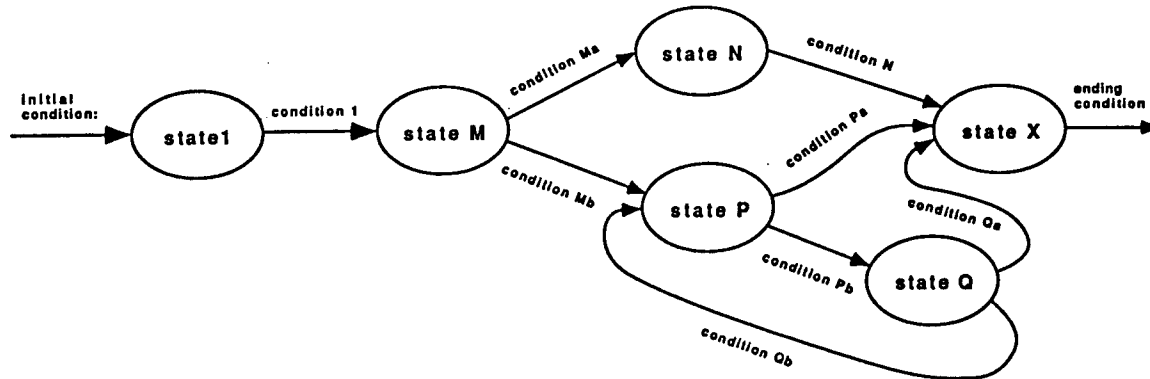 initial
condition:
state1
condition 1
state M
condition Ma
condition Mb
state N
condition N
state P
condition Pa
condition Pb
state Q
condition Qa
condition Qb
state X
ending
condition